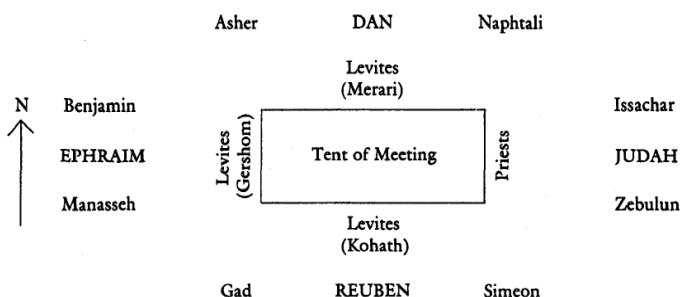 Asher DAN Naphtali
Levites
(Merari)
N Benjamin Issachar
Levites
(Gershom)
EPHRAIM Tent of Meeting Priests JUDAH
Manasseh Zebulun
Levites
(Kohath)
Gad REUBEN Simeon